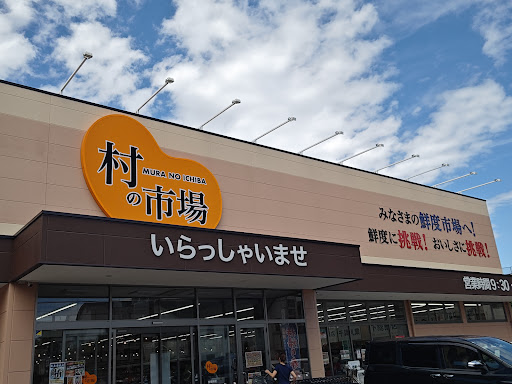 村
MURA NO ICHIBA
の市場
いらっしゃいませ
みなさまの鮮度市場へ!
鮮度に挑戦! おいしさに挑戦!
営業時間9:30